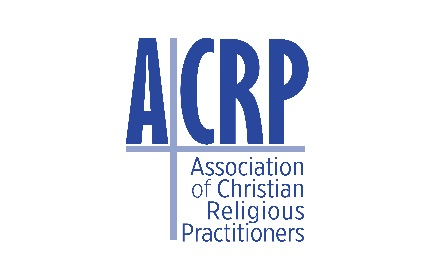 ACRP
Association
of Christian
Religious
Practitioners